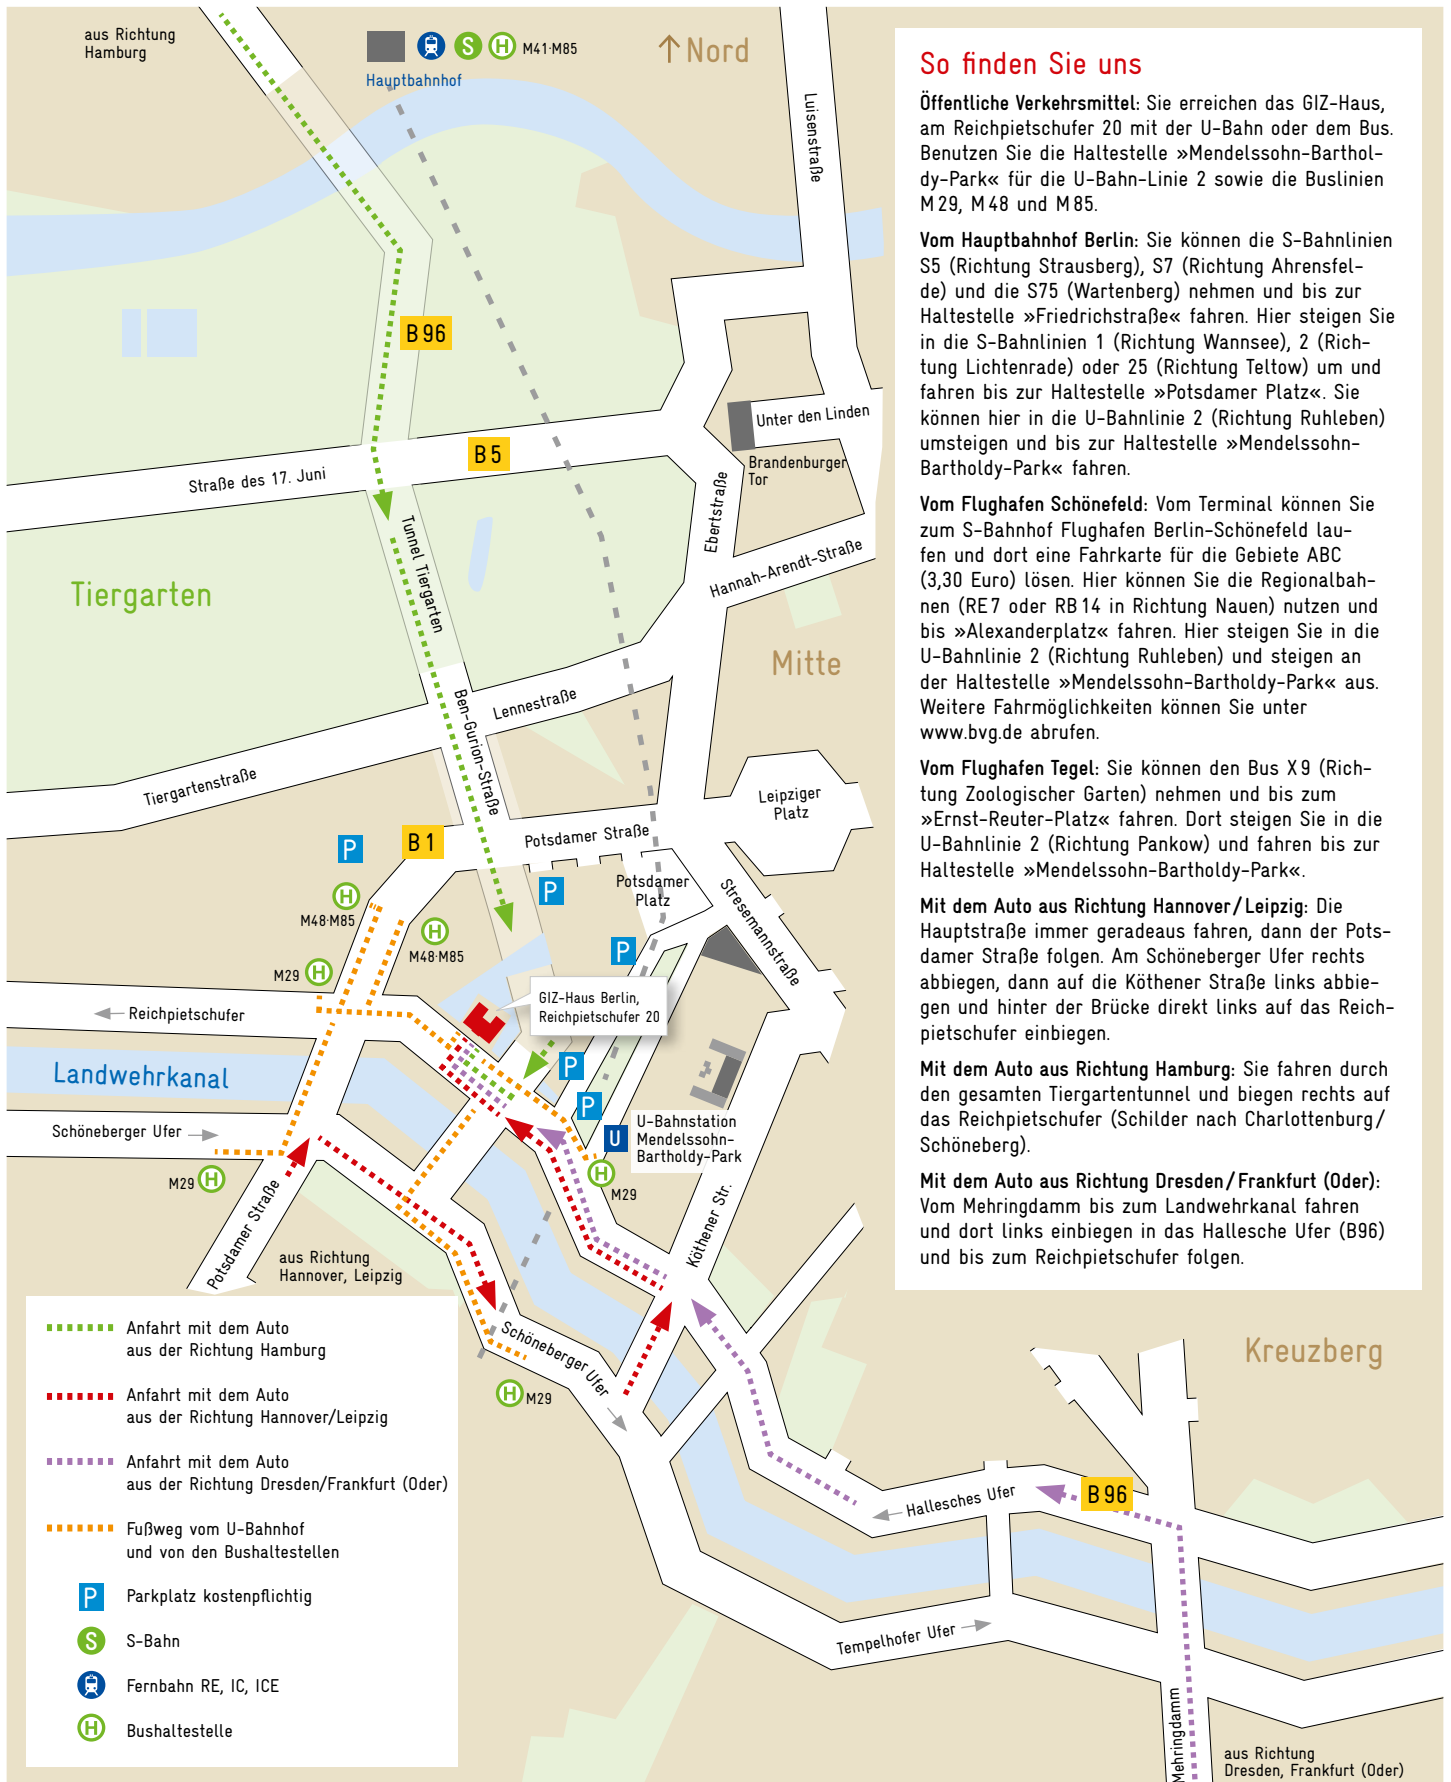 aus Richtung
Hamburg
M41·M85
Hauptbahnhof
Nord
Luisenstraße
B 96
B 5
Straße des 17. Juni
Unter den Linden
Brandenburger
Tor
Ebertstraße
Hannah-Arendt-Straße
Tunnel Tiergarten
Tiergarten
Mitte
Lennestraße
Ben-Gurion-Straße
Tiergartenstraße
Leipziger
Platz
Potsdamer Straße
B 1
P
P
Potsdamer
Platz
Stresemannstraße
H
M48·M85
H
M48·M85
P
M29 H
GIZ-Haus Berlin,
Reichpietschufer 20
Reichpietschufer
Landwehrkanal
P
P
U
U-Bahnstation
Mendelssohn-
Bartholdy-Park
Schöneberger Ufer
M29 H
H
M29
Potsdamer Straße
Köthener Str.
aus Richtung
Hannover, Leipzig
Schöneberger Ufer
H M29
Kreuzberg
Hallesches Ufer
B 96
Tempelhofer Ufer
Mehringdamm
aus Richtung
Dresden, Frankfurt (Oder)
So finden Sie uns
Öffentliche Verkehrsmittel: Sie erreichen das GIZ-Haus,
am Reichpietschufer 20 mit der U-Bahn oder dem Bus.
Benutzen Sie die Haltestelle »Mendelssohn-Barthol-
dy-Park« für die U-Bahn-Linie 2 sowie die Buslinien
M 29, M 48 und M 85.
Vom Hauptbahnhof Berlin: Sie können die S-Bahnlinien
S5 (Richtung Strausberg), S7 (Richtung Ahrensfel-
de) und die S75 (Wartenberg) nehmen und bis zur
Haltestelle »Friedrichstraße« fahren. Hier steigen Sie
in die S-Bahnlinien 1 (Richtung Wannsee), 2 (Rich-
tung Lichtenrade) oder 25 (Richtung Teltow) um und
fahren bis zur Haltestelle »Potsdamer Platz«. Sie
können hier in die U-Bahnlinie 2 (Richtung Ruhleben)
umsteigen und bis zur Haltestelle »Mendelssohn-
Bartholdy-Park« fahren.
Vom Flughafen Schönefeld: Vom Terminal können Sie
zum S-Bahnhof Flughafen Berlin-Schönefeld lau-
fen und dort eine Fahrkarte für die Gebiete ABC
(3,30 Euro) lösen. Hier können Sie die Regionalbah-
nen (RE 7 oder RB 14 in Richtung Nauen) nutzen und
bis »Alexanderplatz« fahren. Hier steigen Sie in die
U-Bahnlinie 2 (Richtung Ruhleben) und steigen an
der Haltestelle »Mendelssohn-Bartholdy-Park« aus.
Weitere Fahrmöglichkeiten können Sie unter
www.bvg.de abrufen.
Vom Flughafen Tegel: Sie können den Bus X 9 (Rich-
tung Zoologischer Garten) nehmen und bis zum
»Ernst-Reuter-Platz« fahren. Dort steigen Sie in die
U-Bahnlinie 2 (Richtung Pankow) und fahren bis zur
Haltestelle »Mendelssohn-Bartholdy-Park«.
Mit dem Auto aus Richtung Hannover/Leipzig: Die
Hauptstraße immer geradeaus fahren, dann der Pots-
damer Straße folgen. Am Schöneberger Ufer rechts
abbiegen, dann auf die Köthener Straße links abbie-
gen und hinter der Brücke direkt links auf das Reich-
pietschufer einbiegen.
Mit dem Auto aus Richtung Hamburg: Sie fahren durch
den gesamten Tiergartentunnel und biegen rechts auf
das Reichpietschufer (Schilder nach Charlottenburg/
Schöneberg).
Mit dem Auto aus Richtung Dresden/Frankfurt (Oder):
Vom Mehringdamm bis zum Landwehrkanal fahren
und dort links einbiegen in das Hallesche Ufer (B96)
und bis zum Reichpietschufer folgen.
Anfahrt mit dem Auto
aus der Richtung Hamburg
Anfahrt mit dem Auto
aus der Richtung Hannover/Leipzig
Anfahrt mit dem Auto
aus der Richtung Dresden/Frankfurt (Oder)
Fußweg vom U-Bahnhof
und von den Bushaltestellen
P Parkplatz kostenpflichtig
S S-Bahn
Fernbahn RE, IC, ICE
H Bushaltestelle